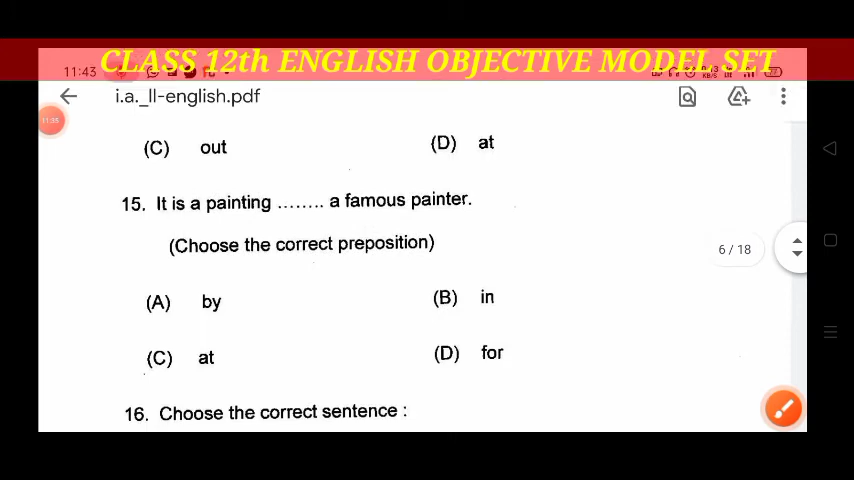 CLASS 12th ENGLISH OBJECTIVE MODEL SET
11:43
i.a._ll-english.pdf
(C) out (D) at
15. It is a painting ........ a famous painter.
(Choose the correct preposition)
6 / 18
(A) by (B) in
(C) at (D) for
16. Choose the correct sentence :